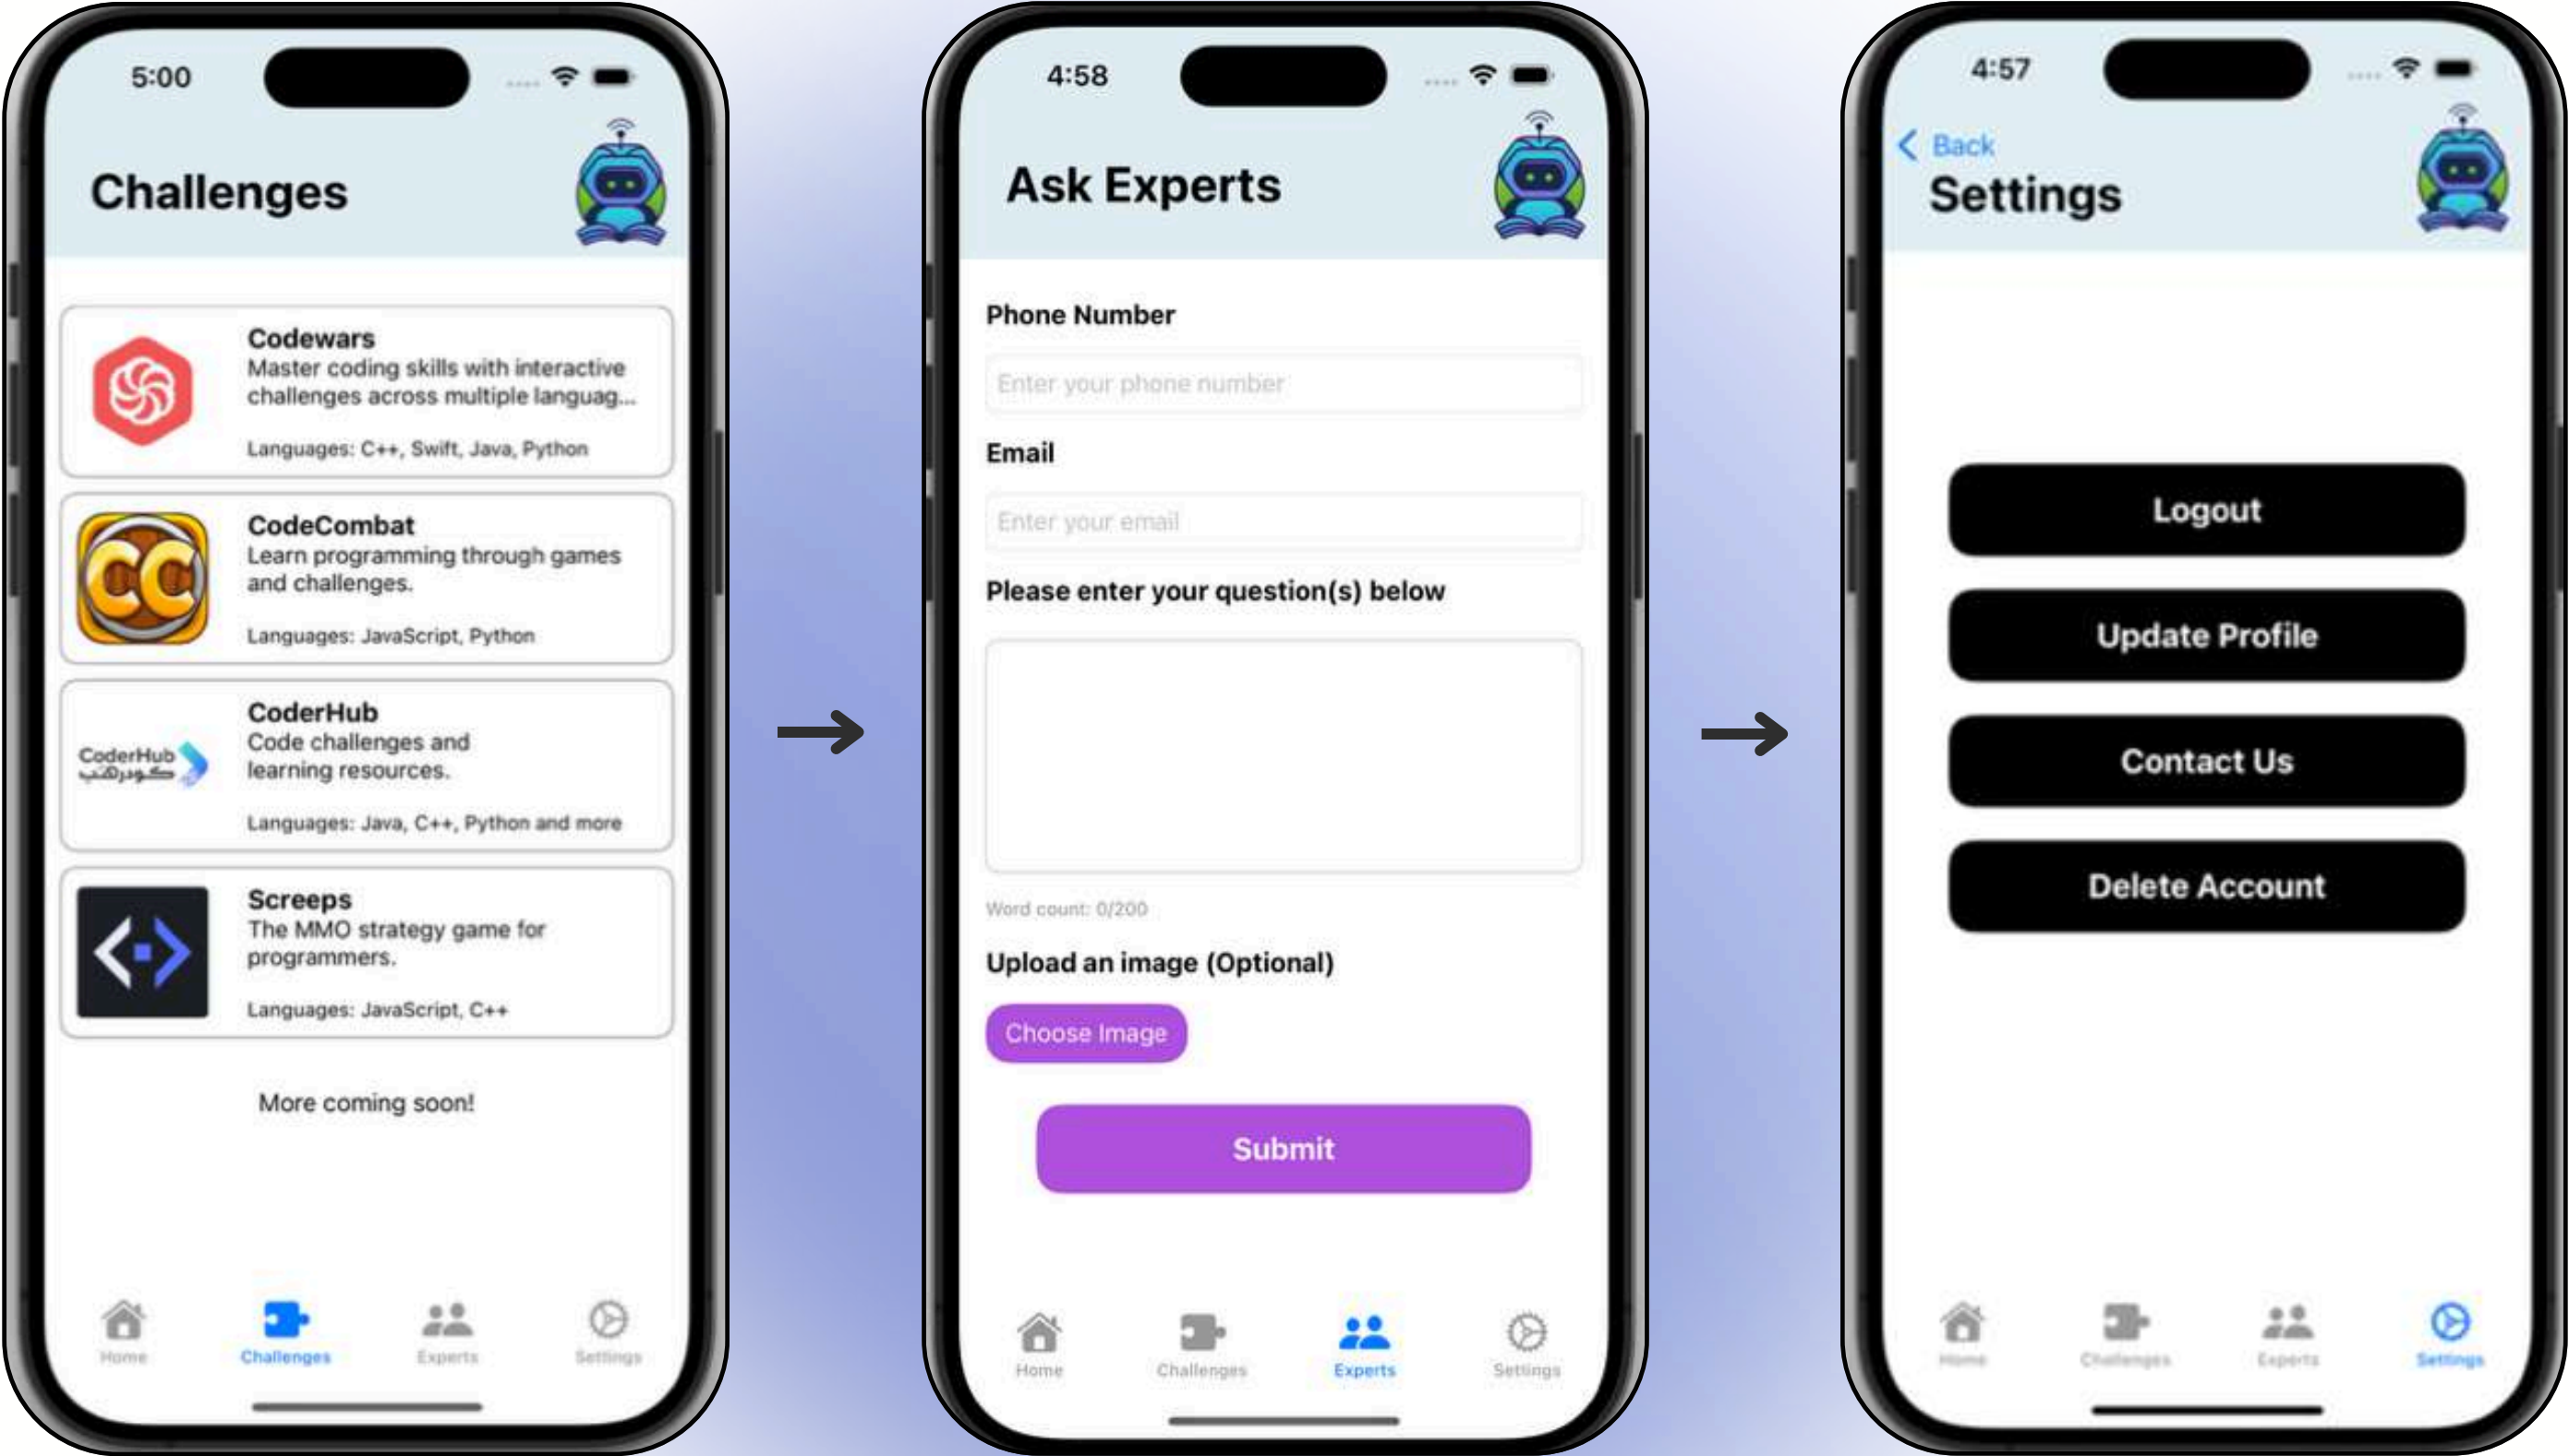 5:00
Challenges
Codewars
Master coding skills with interactive
challenges across multiple languag...
Languages: C++, Swift, Java, Python
CodeCombat
Learn programming through games
and challenges.
Languages: JavaScript, Python
CC
CoderHub
Code challenges and
learning resources.
Languages: Java, C++, Python and more
CoderHub
كودرهب
Screeps
The MMO strategy game for
programmers.
Languages: JavaScript, C++
More coming soon!
Home
Challenges
Experts
Settings
4:58
Ask Experts
Phone Number
Enter your phone number
Email
Enter your email
Please enter your question(s) below
Word count: 0/200
Upload an image (Optional)
Choose Image
Submit
Home
Challenges
Experts
Settings
4:57
Back
Settings
Logout
Update Profile
Contact Us
Delete Account
Home
Challenges
Experts
Settings